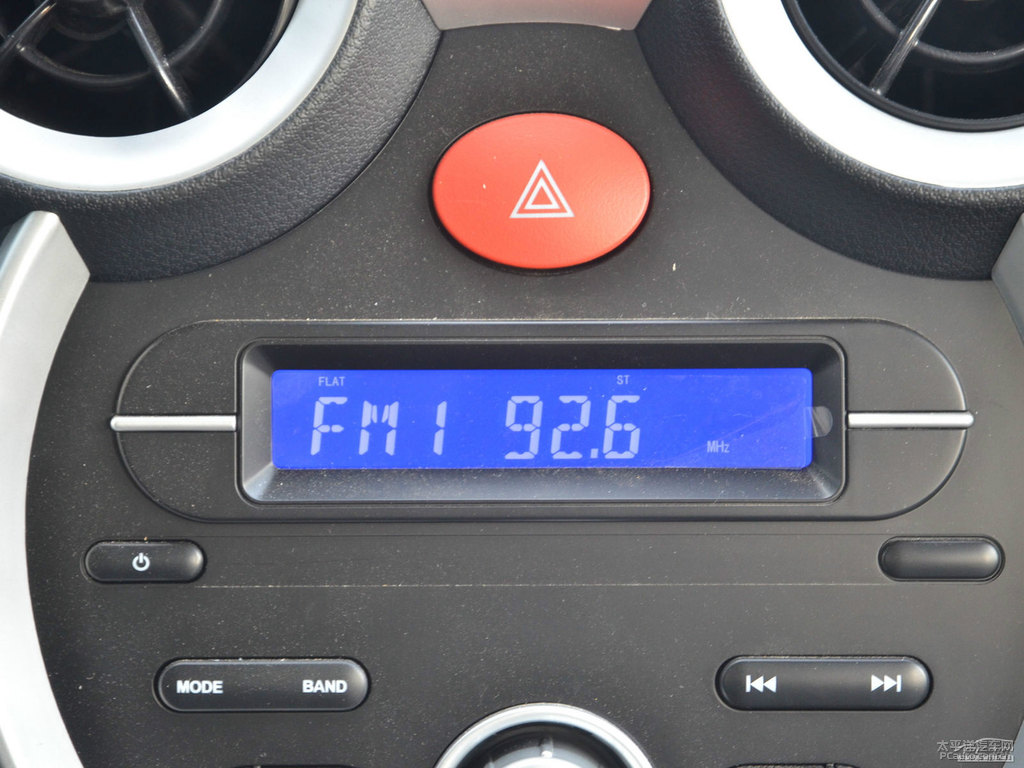 FLAT ST
FM1 92.6 MHz
MODE BAND
太平洋汽车网
PCauto.com.cn